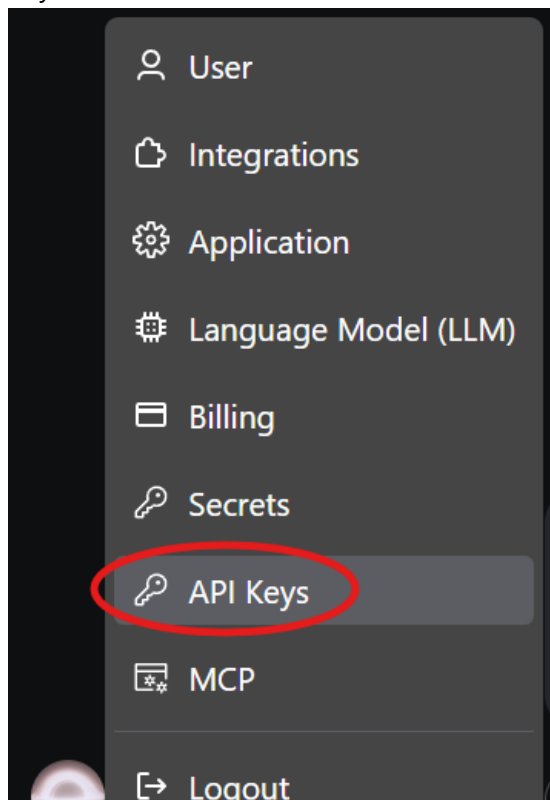 User
Integrations
Application
Language Model (LLM)
Billing
Secrets
API Keys
MCP
Logout